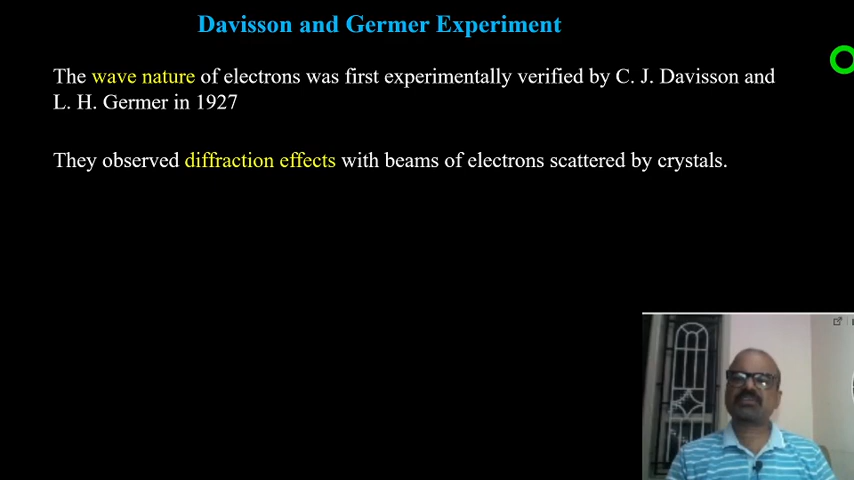 Davisson and Germer Experiment
The wave nature of electrons was first experimentally verified by C. J. Davisson and
L. H. Germer in 1927
They observed diffraction effects with beams of electrons scattered by crystals.